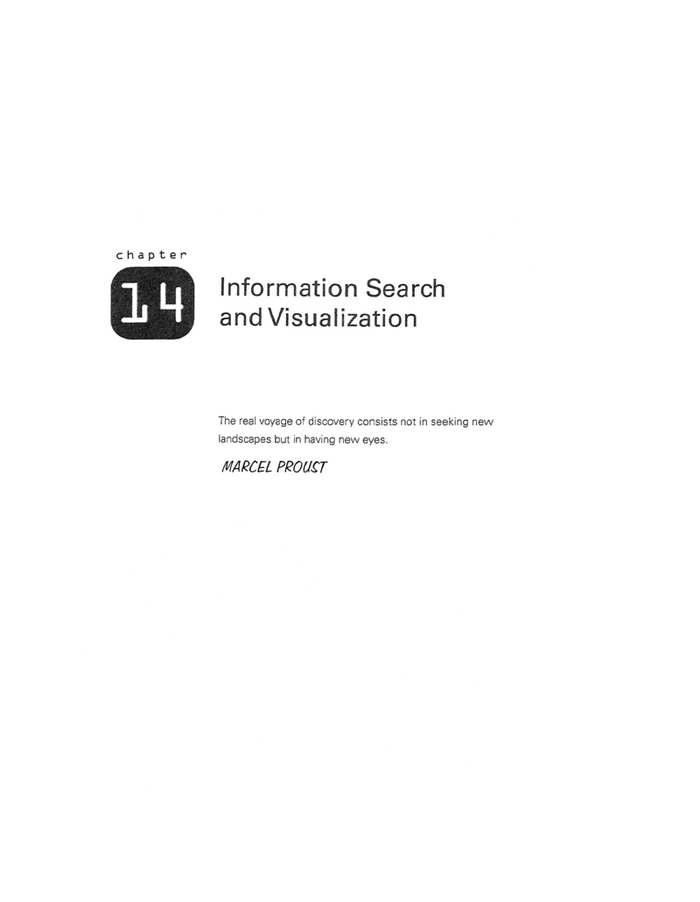 chapter
14
Information Search
and Visualization
The real voyage of discovery consists not in seeking new
landscapes but in having new eyes.
MARCEL PROUST